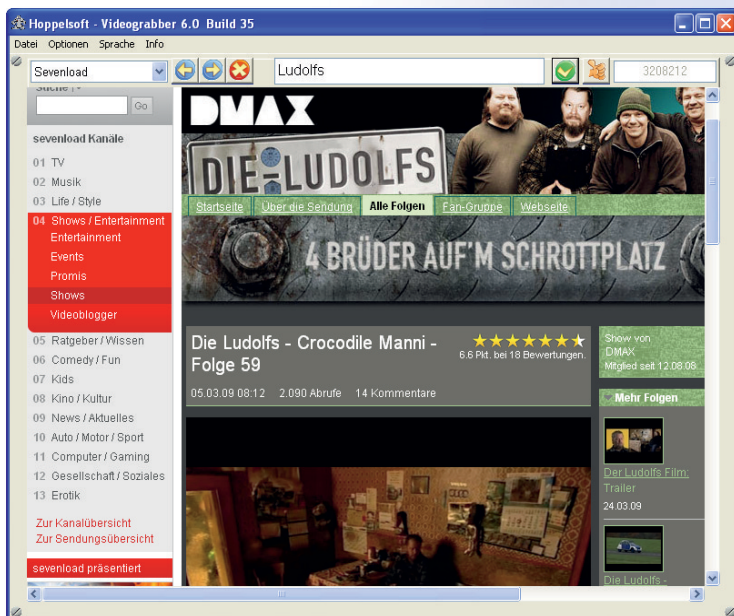 Hoppelsoft - Videograbber 6.0 Build 35
Datei Optionen Sprache Info
Sevenload
Ludolfs
3208212
Suche |
Go
sevenload Kanäle
01 TV
02 Musik
03 Life / Style
04 Shows / Entertainment
Entertainment
Events
Promis
Shows
Videoblogger
05 Ratgeber / Wissen
06 Comedy / Fun
07 Kids
08 Kino / Kultur
09 News / Aktuelles
10 Auto / Motor / Sport
11 Computer / Gaming
12 Gesellschaft / Soziales
13 Erotik
Zur Kanalübersicht
Zur Sendungsübersicht
sevenload präsentiert
DMAX
DIE-LUDOLFS
Startseite Über die Sendung Alle Folgen Fan-Gruppe Webseite
4 BRÜDER AUF'M SCHROTTPLATZ
Die Ludolfs - Crocodile Manni -
Folge 59
6.6 Pkt. bei 18 Bewertungen.
05.03.09 08:12 2.090 Abrufe 14 Kommentare
Show von
DMAX
Mitglied seit 12.08.08
Mehr Folgen
Der Ludolfs Film:
Trailer
24.03.09
Die Ludolfs -